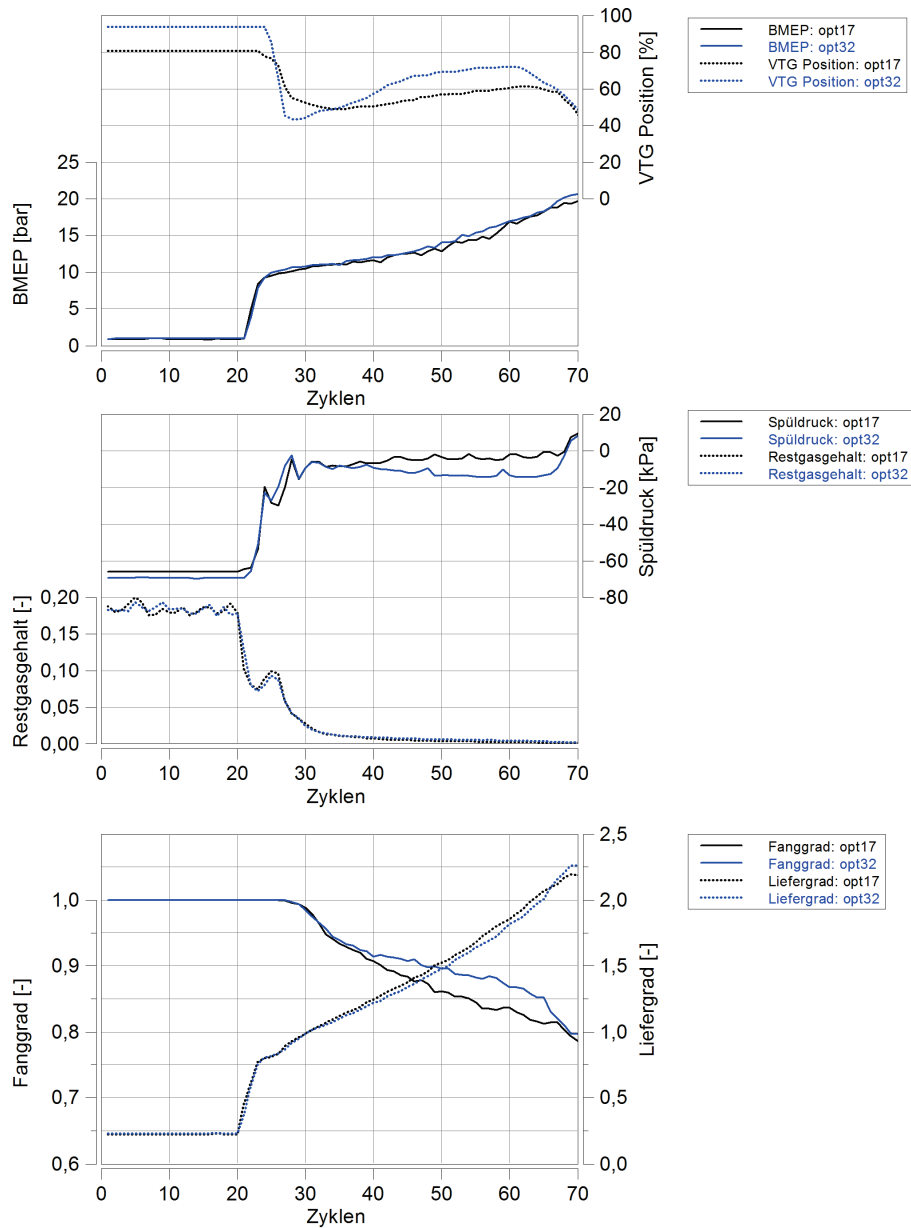 100
80
60
40
20
0
VTG Position [%]
25
20
15
10
5
0
BMEP [bar]
0 10 20 30 40 50 60 70
Zyklen
BMEP: opt17
BMEP: opt32
VTG Position: opt17
VTG Position: opt32
20
0
-20
-40
-60
-80
Spüldruck [kPa]
0,20
0,15
0,10
0,05
0,00
Restgasgehalt [-]
0 10 20 30 40 50 60 70
Zyklen
Spüldruck: opt17
Spüldruck: opt32
Restgasgehalt: opt17
Restgasgehalt: opt32
1,0
0,9
0,8
0,7
0,6
Fanggrad [-]
2,5
2,0
1,5
1,0
0,5
0,0
Liefergrad [-]
0 10 20 30 40 50 60 70
Zyklen
Fanggrad: opt17
Fanggrad: opt32
Liefergrad: opt17
Liefergrad: opt32